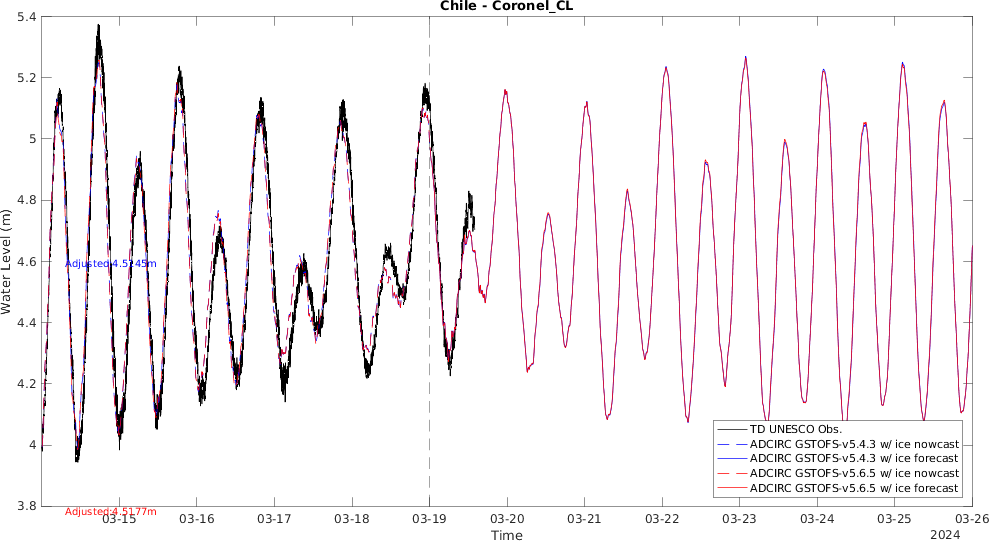 Chile - Coronel_CL
5.4
5.2
5
4.8
4.6
4.4
4.2
4
3.8
Water Level (m)
Adjusted:4.5245m
Adjusted:4.5177m
TD UNESCO Obs.
ADCIRC GSTOFS-v5.4.3 w/ ice nowcast
ADCIRC GSTOFS-v5.4.3 w/ ice forecast
ADCIRC GSTOFS-v5.6.5 w/ ice nowcast
ADCIRC GSTOFS-v5.6.5 w/ ice forecast
03-15 03-16 03-17 03-18 03-19 03-20 03-21 03-22 03-23 03-24 03-25 03-26
Time
2024